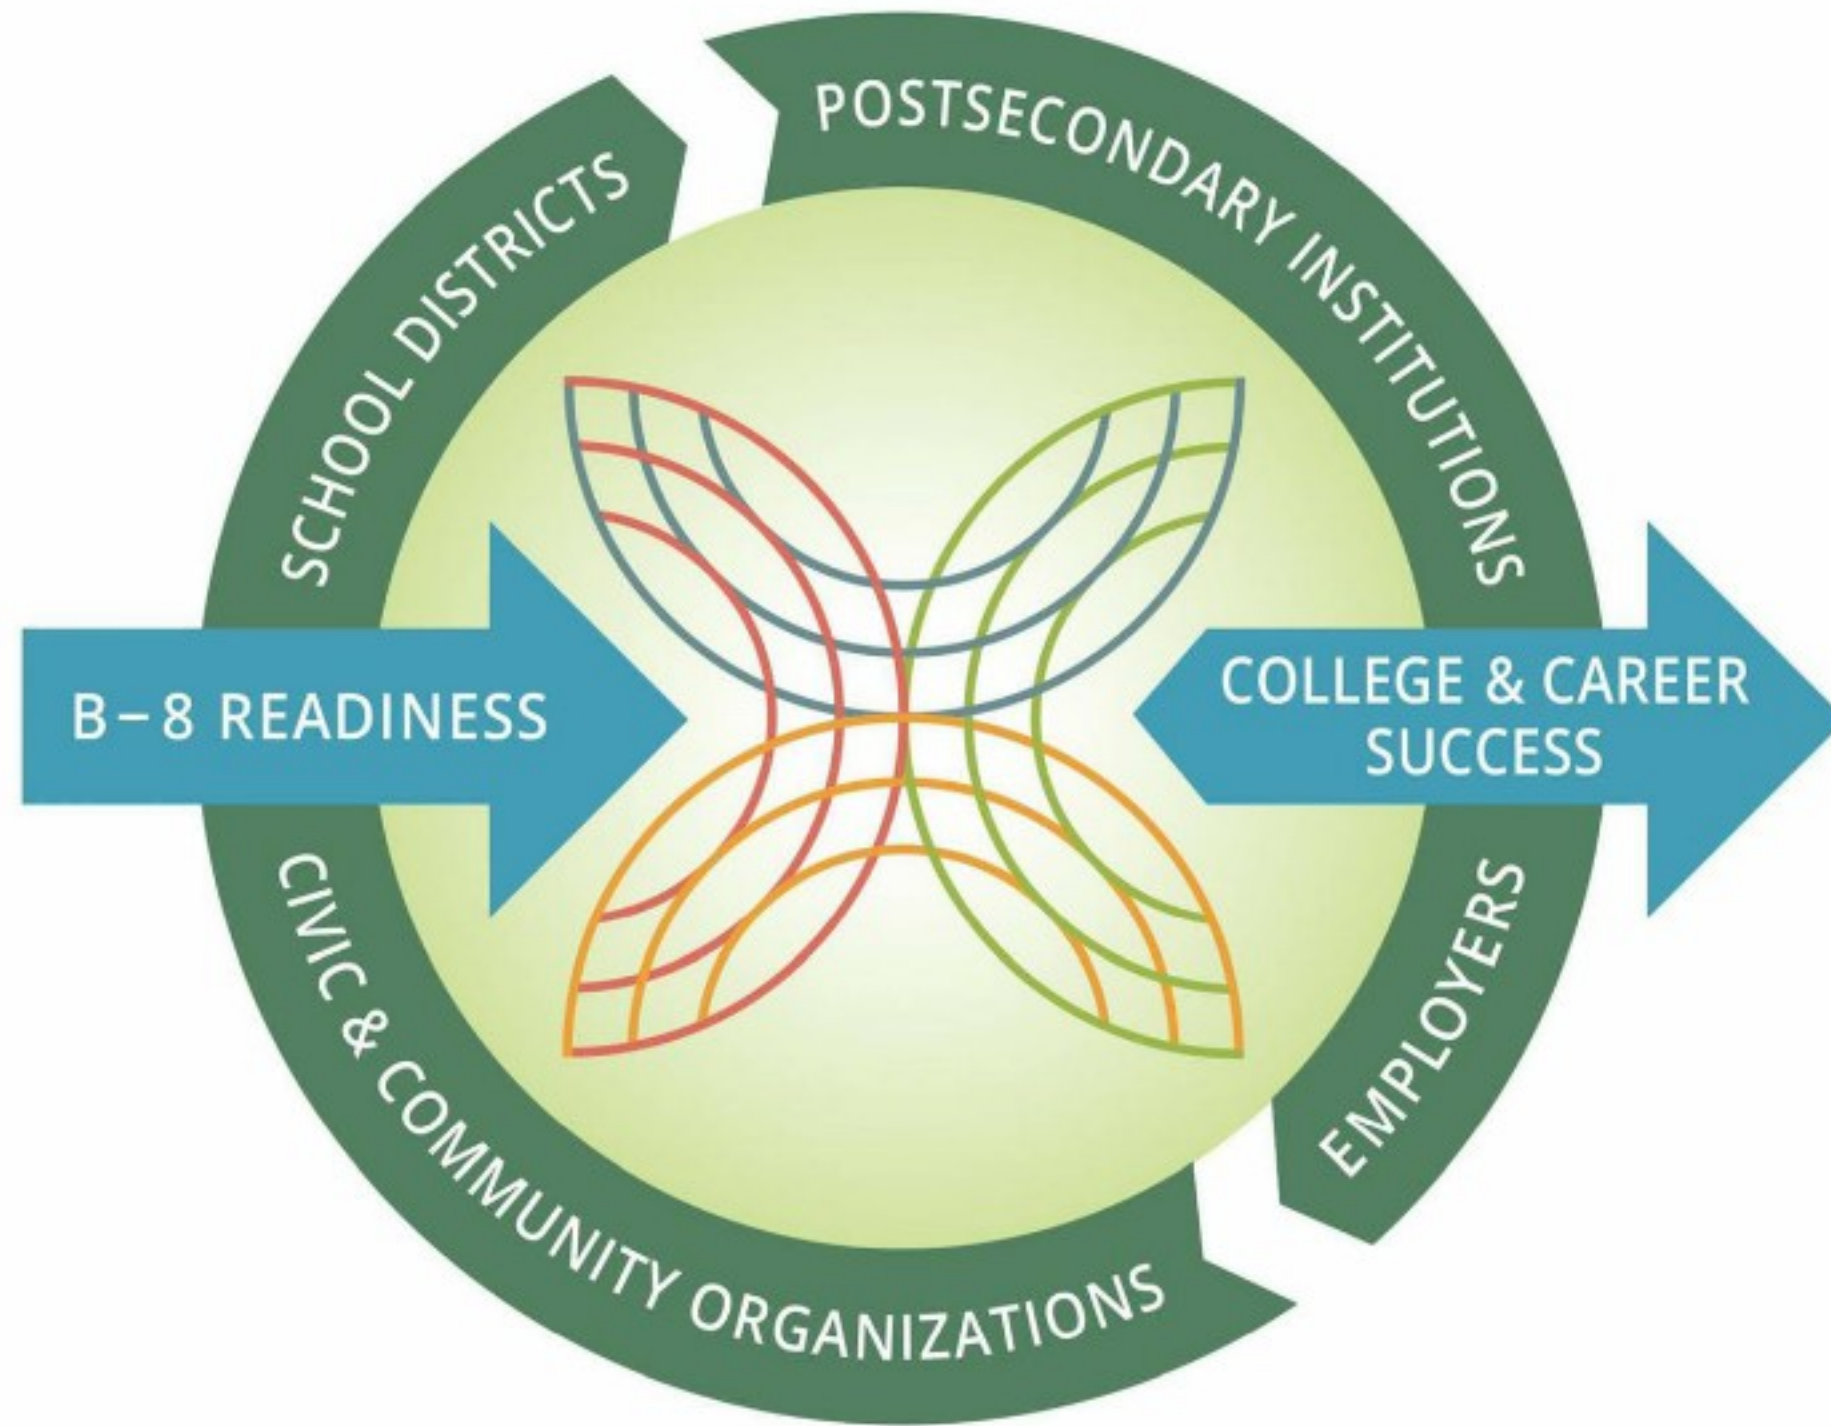 SCHOOL DISTRICTS
POSTSECONDARY INSTITUTIONS
B–8 READINESS
COLLEGE & CAREER
SUCCESS
CIVIC & COMMUNITY ORGANIZATIONS
EMPLOYERS